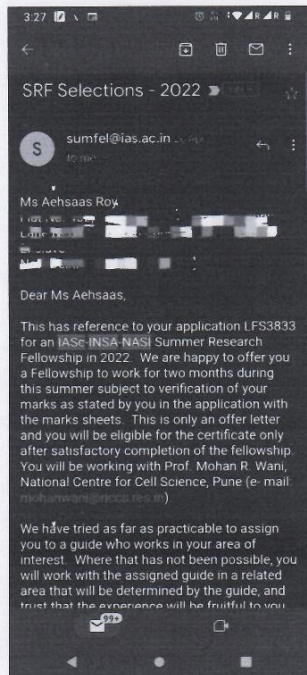 3:27
SRF Selections - 2022
S
sumfel@ias.ac.in
to me
Ms Aehsaas Roy
Dear Ms Aehsaas,
This has reference to your application LFS3833
for an IASc-INSA-NASI Summer Research
Fellowship in 2022. We are happy to offer you
a Fellowship to work for two months during
this summer subject to verification of your
marks as stated by you in the application with
the marks sheets. This is only an offer letter
and you will be eligible for the certificate only
after satisfactory completion of the fellowship.
You will be working with Prof. Mohan R. Wani,
National Centre for Cell Science, Pune (e- mail:
mohanwani@nccs.res.in)
We have tried as far as practicable to assign
you to a guide who works in your area of
interest. Where that has not been possible, you
will work with the assigned guide in a related
area that will be determined by the guide, and
trust that the experience will be fruitful to you
99+